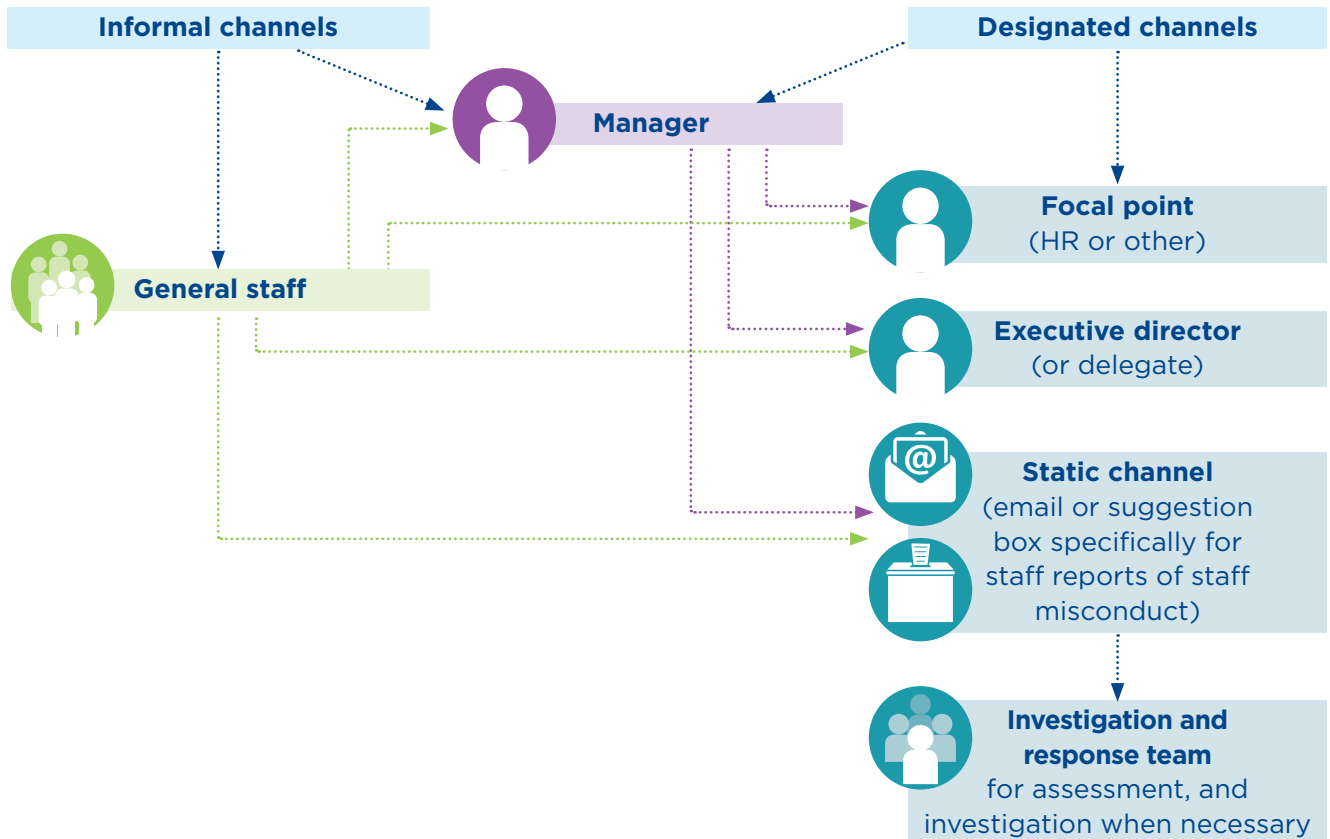 Informal channels
Designated channels
Manager
Focal point
(HR or other)
General staff
Executive director
(or delegate)
@
Static channel
(email or suggestion
box specifically for
staff reports of staff
misconduct)
Investigation and
response team
for assessment, and
investigation when necessary